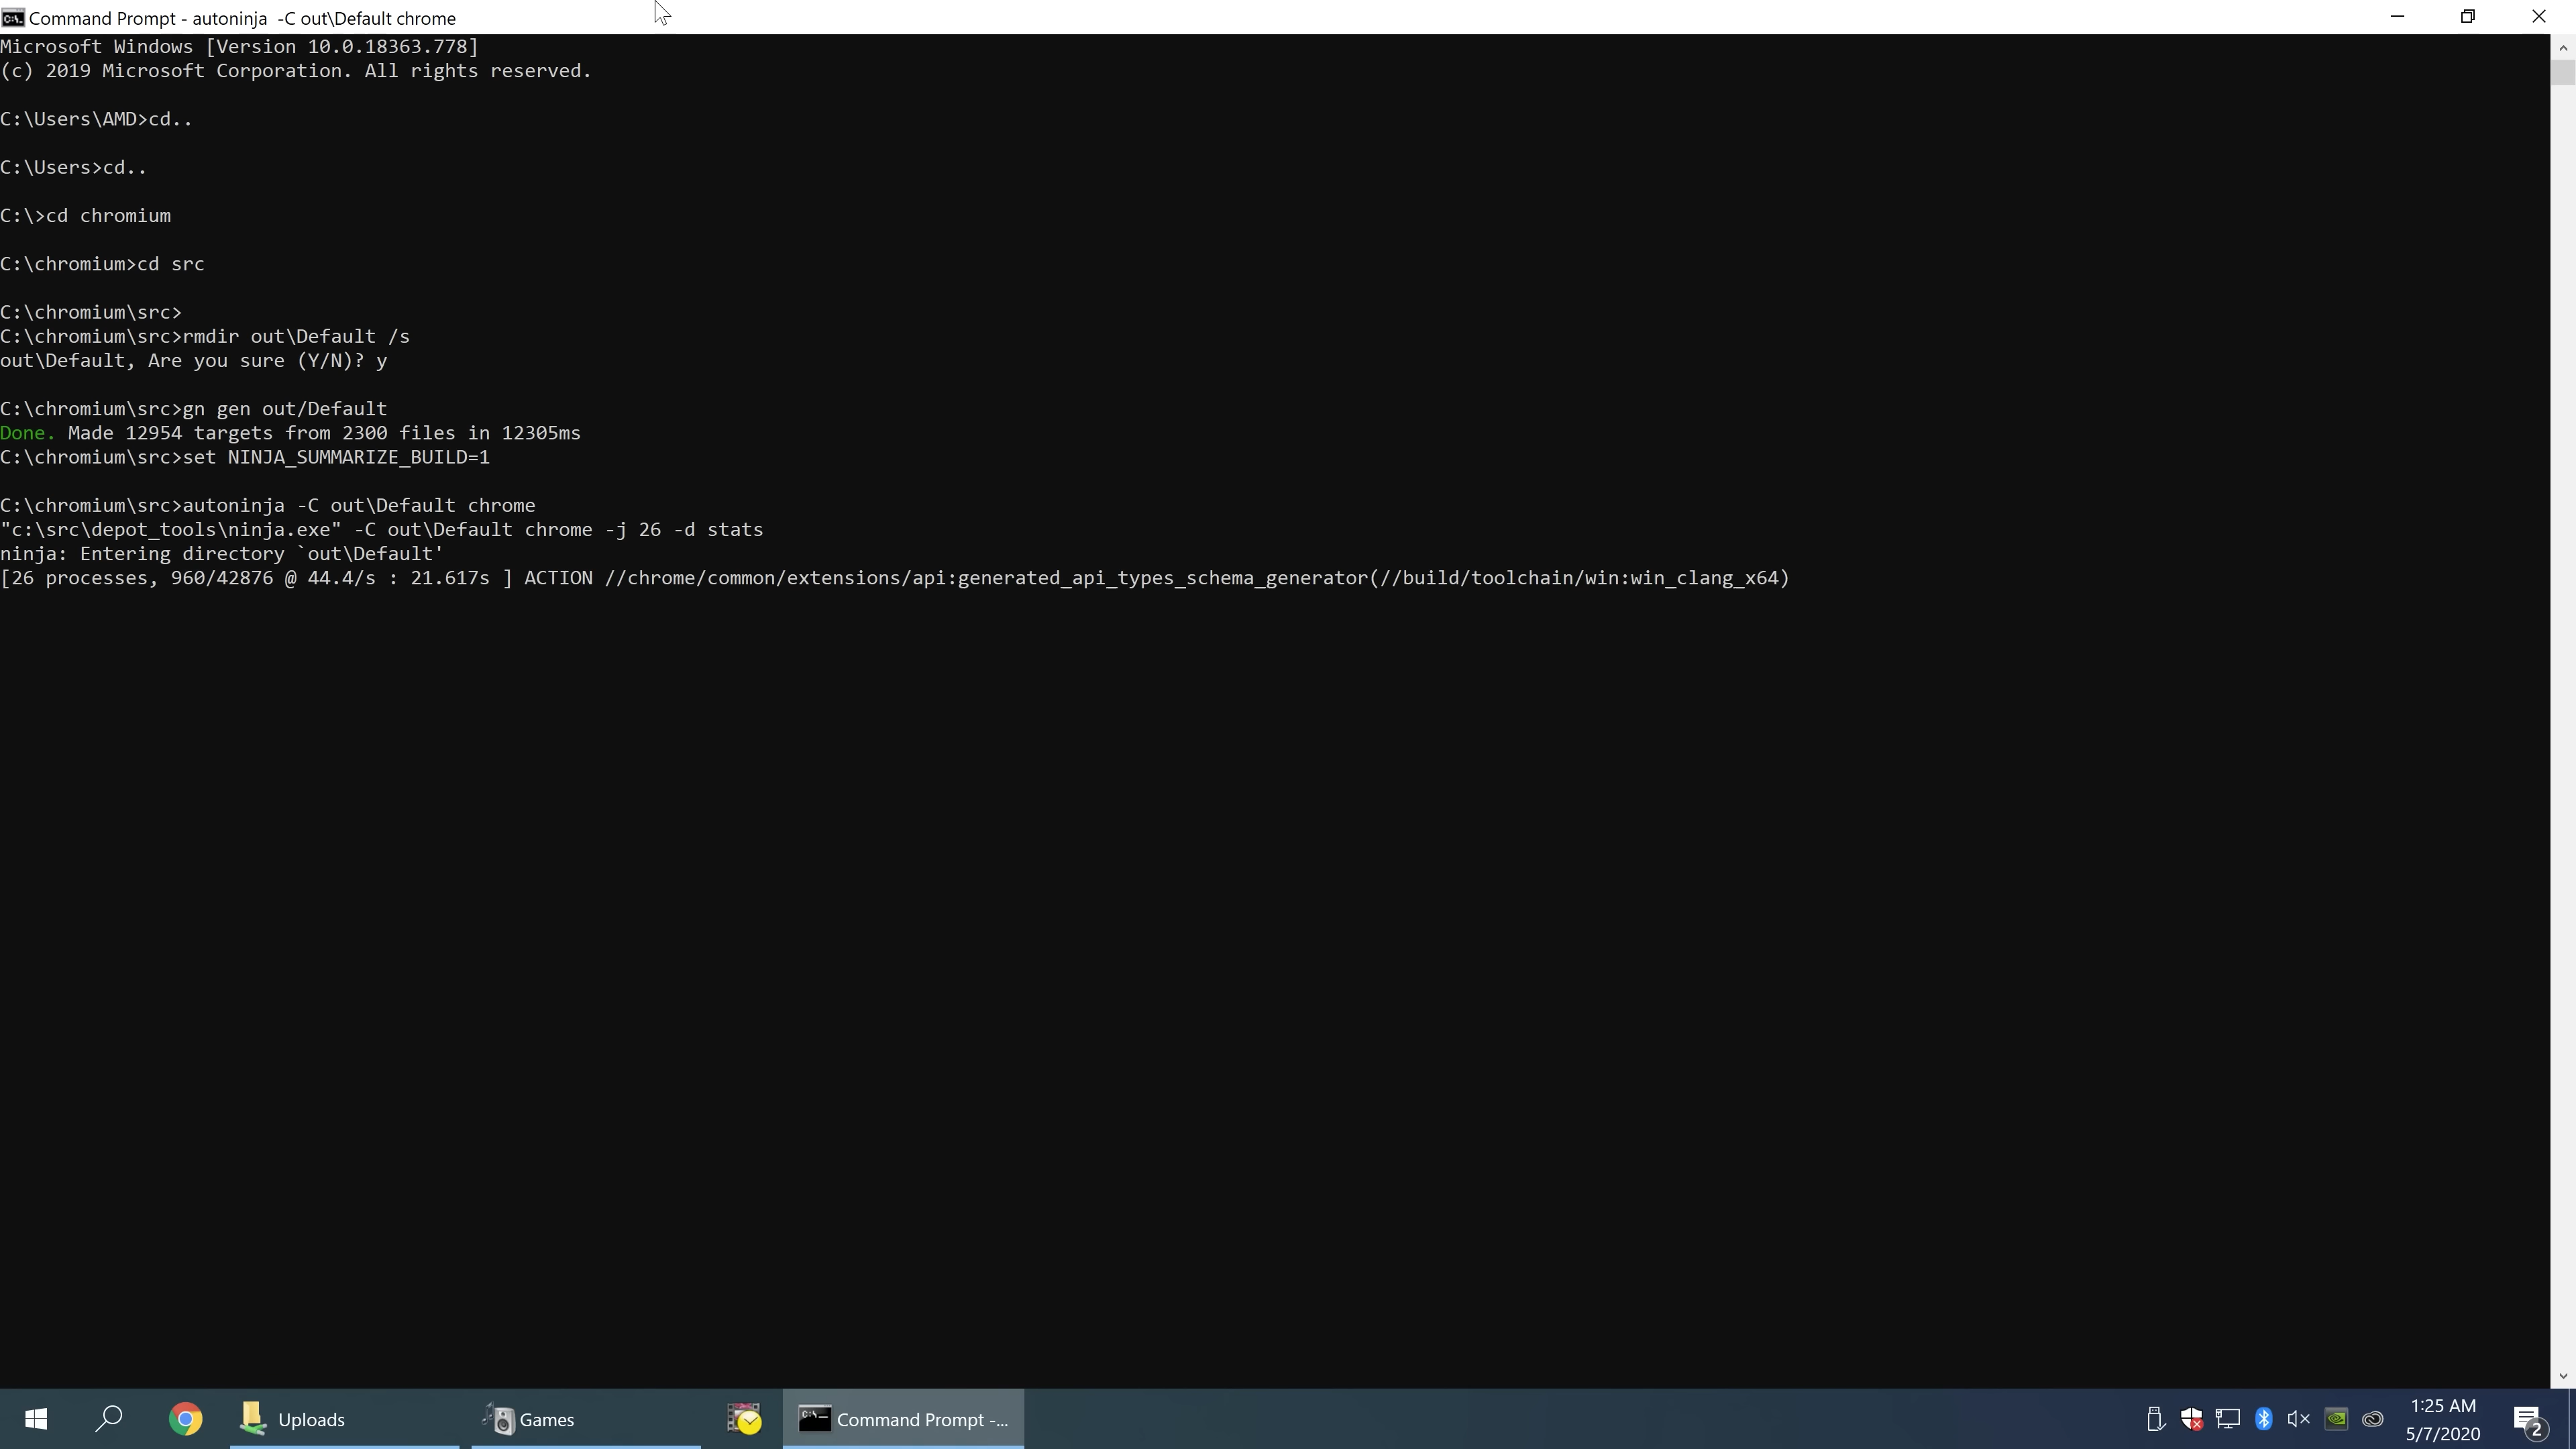 Command Prompt - autoninja  -C out\Default chrome
Microsoft Windows [Version 10.0.18363.778]
(c) 2019 Microsoft Corporation. All rights reserved.
C:\Users\AMD>cd..
C:\Users>cd..
C:\>cd chromium
C:\chromium>cd src
C:\chromium\src>
C:\chromium\src>rmdir out\Default /s
out\Default, Are you sure (Y/N)? y
C:\chromium\src>gn gen out/Default
Done. Made 12954 targets from 2300 files in 12305ms
C:\chromium\src>set NINJA_SUMMARIZE_BUILD=1
C:\chromium\src>autoninja -C out\Default chrome
"c:\src\depot_tools\ninja.exe" -C out\Default chrome -j 26 -d stats
ninja: Entering directory `out\Default'
[26 processes, 960/42876 @ 44.4/s : 21.617s ] ACTION //chrome/common/extensions/api:generated_api_types_schema_generator(//build/toolchain/win:win_clang_x64)
Uploads
Games
Command Prompt -...
1:25 AM
5/7/2020
2